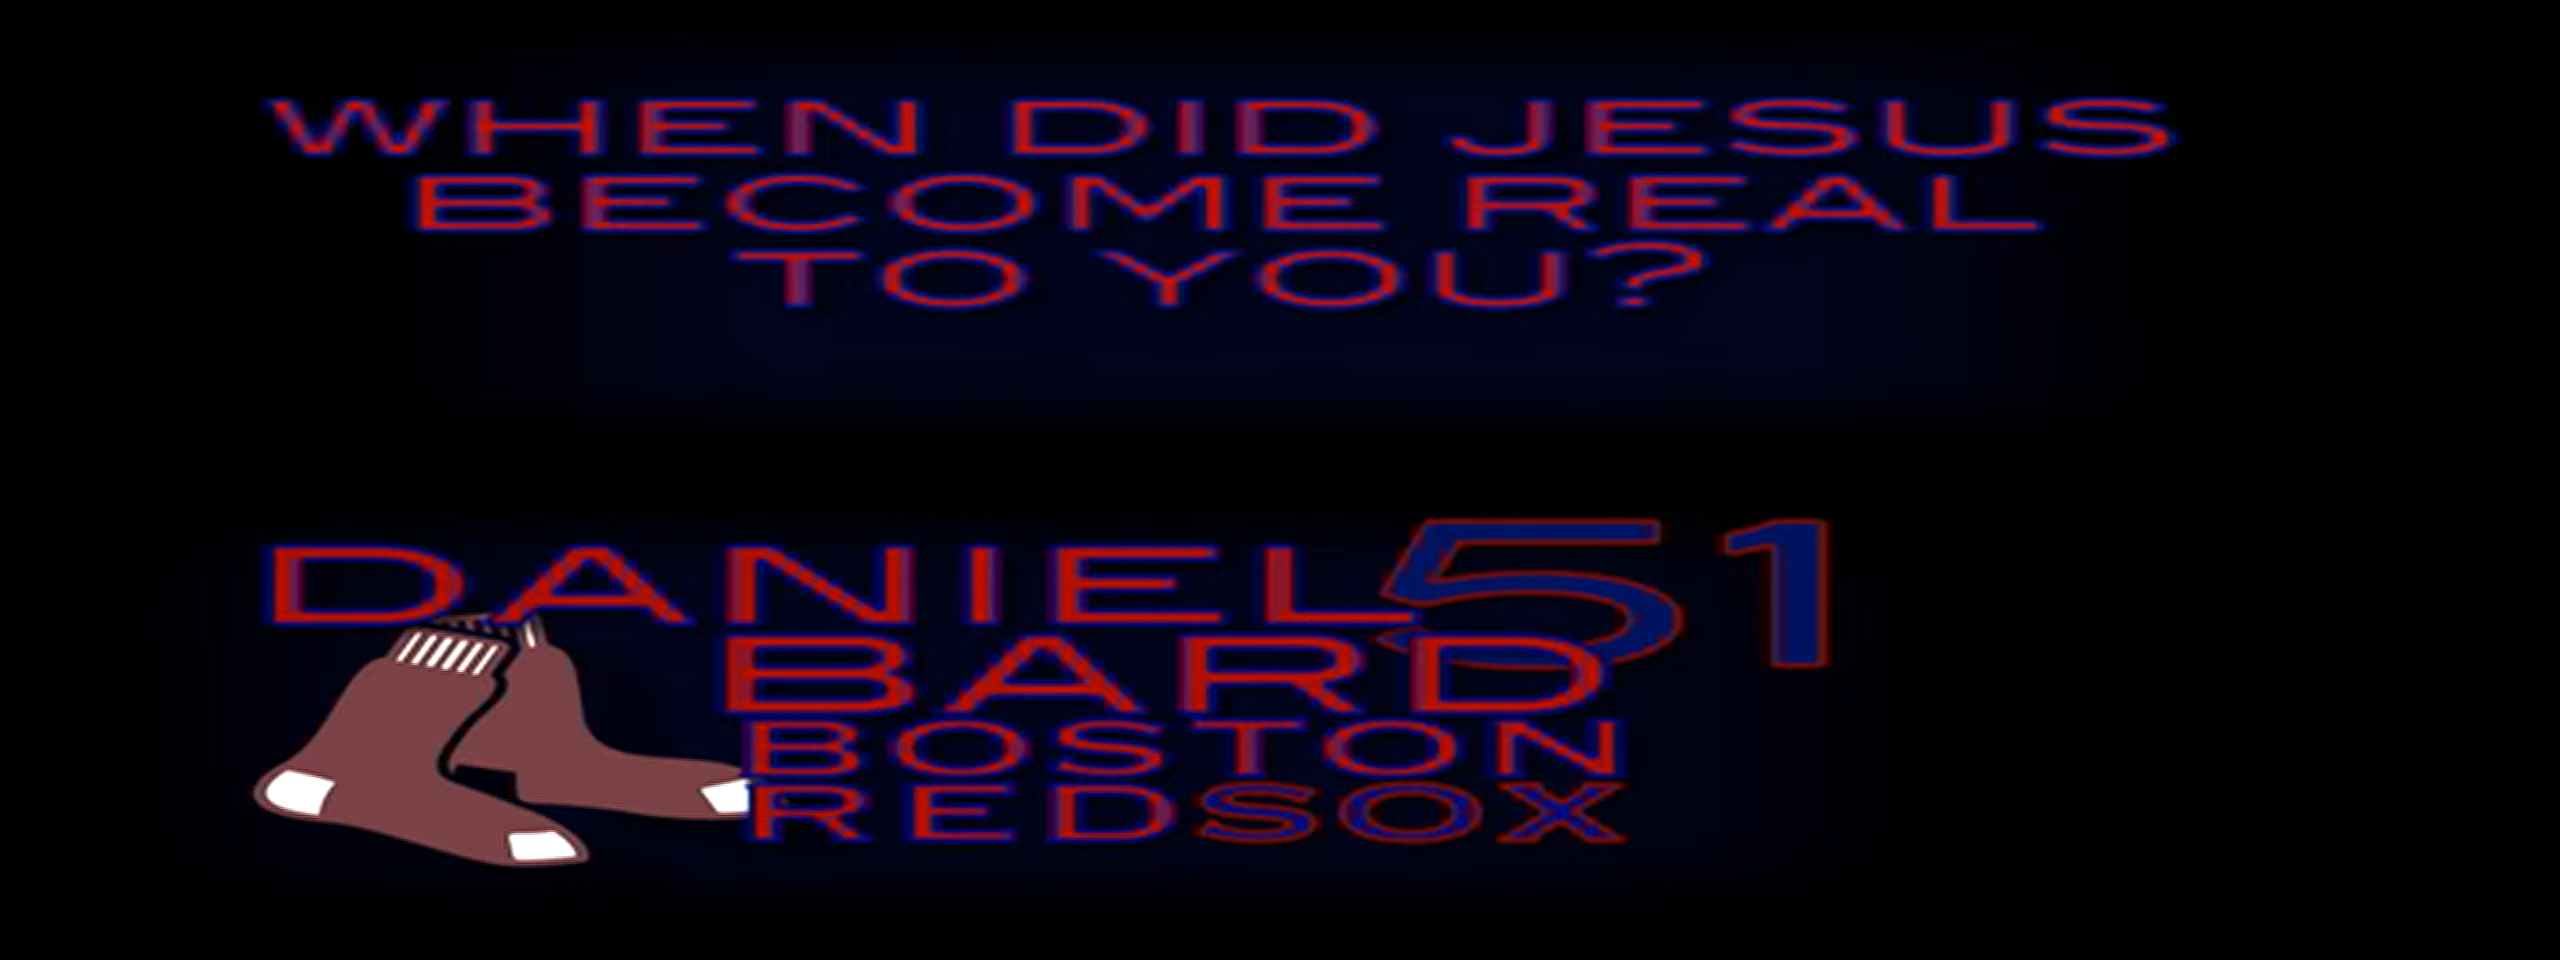 WHEN DID JESUS
BECOME REAL
TO YOU?
DANIEL 51
BARD
BOSTON
REDSOX